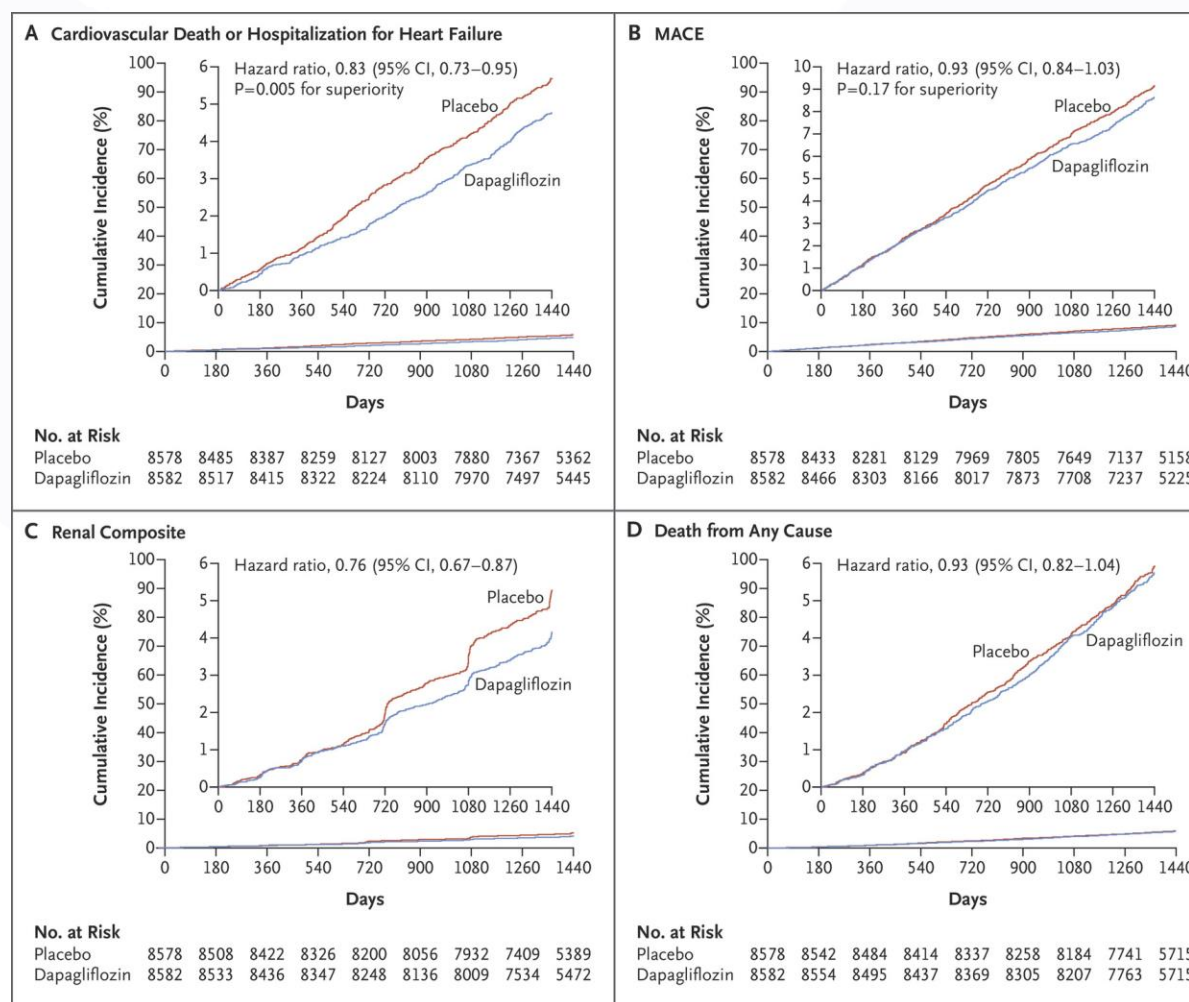 A Cardiovascular Death or Hospitalization for Heart Failure
Cumulative Incidence (%)
100
90
80
70
60
50
40
30
20
10
0
6
5
4
3
2
1
0
Hazard ratio, 0.83 (95% CI, 0.73–0.95)
P=0.005 for superiority
Placebo
Dapagliflozin
0 180 360 540 720 900 1080 1260 1440
0 180 360 540 720 900 1080 1260 1440
Days
No. at Risk
Placebo 8578 8485 8387 8259 8127 8003 7880 7367 5362
Dapagliflozin 8582 8517 8415 8322 8224 8110 7970 7497 5445
B MACE
Cumulative Incidence (%)
100
90
80
70
60
50
40
30
20
10
0
10
9
8
7
6
5
4
3
2
1
0
Hazard ratio, 0.93 (95% CI, 0.84–1.03)
P=0.17 for superiority
Placebo
Dapagliflozin
0 180 360 540 720 900 1080 1260 1440
0 180 360 540 720 900 1080 1260 1440
Days
No. at Risk
Placebo 8578 8433 8281 8129 7969 7805 7649 7137 5158
Dapagliflozin 8582 8466 8303 8166 8017 7873 7708 7237 5225
C Renal Composite
Cumulative Incidence (%)
100
90
80
70
60
50
40
30
20
10
0
6
5
4
3
2
1
0
Hazard ratio, 0.76 (95% CI, 0.67–0.87)
Placebo
Dapagliflozin
0 180 360 540 720 900 1080 1260 1440
0 180 360 540 720 900 1080 1260 1440
Days
No. at Risk
Placebo 8578 8508 8422 8326 8200 8056 7932 7409 5389
Dapagliflozin 8582 8533 8436 8347 8248 8136 8009 7534 5472
D Death from Any Cause
Cumulative Incidence (%)
100
90
80
70
60
50
40
30
20
10
0
6
5
4
3
2
1
0
Hazard ratio, 0.93 (95% CI, 0.82–1.04)
Placebo
Dapagliflozin
0 180 360 540 720 900 1080 1260 1440
0 180 360 540 720 900 1080 1260 1440
Days
No. at Risk
Placebo 8578 8542 8484 8414 8337 8258 8184 7741 5715
Dapagliflozin 8582 8554 8495 8437 8369 8305 8207 7763 5715